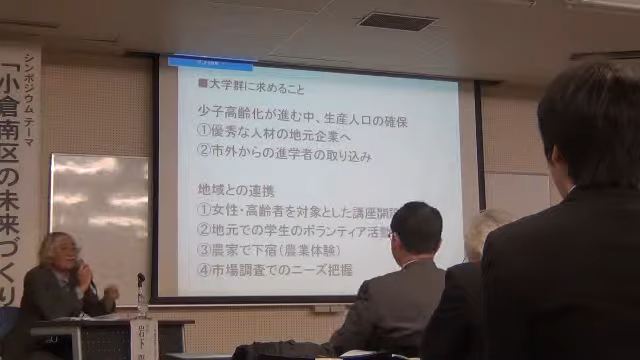 シンポジウム テーマ
「小倉南区の未来づくり
■大学群に求めること
少子高齢化が進む中、生産人口の確保
①優秀な人材の地元企業へ
②市外からの進学者の取り込み
地域との連携
①女性・高齢者を対象とした講座開設
②地元での学生のボランティア活動
③農家で下宿(農業体験)
④市場調査でのニーズ把握
岩下